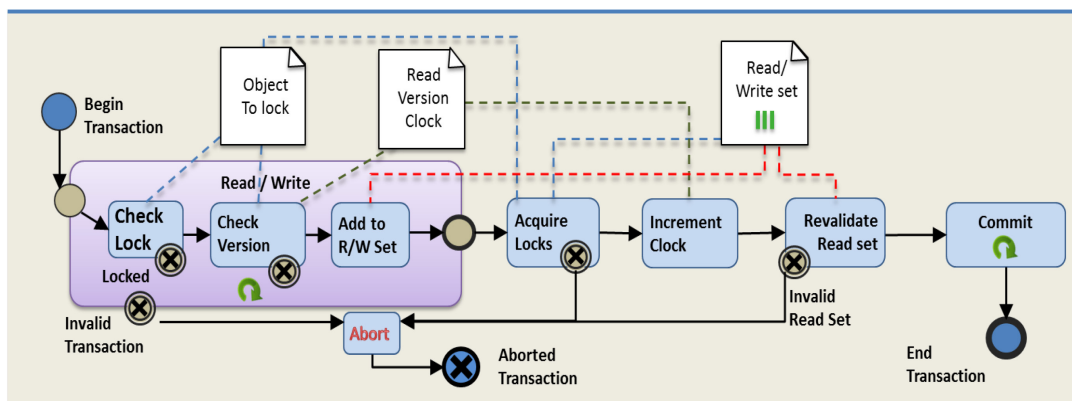 Object
To lock
Read
Version
Clock
Read/
Write set
Begin
Transaction
Read / Write
Check
Lock
Check
Version
Add to
R/W Set
Acquire
Locks
Increment
Clock
Revalidate
Read set
Commit
Locked
Invalid
Transaction
Abort
Invalid
Read Set
Aborted
Transaction
End
Transaction